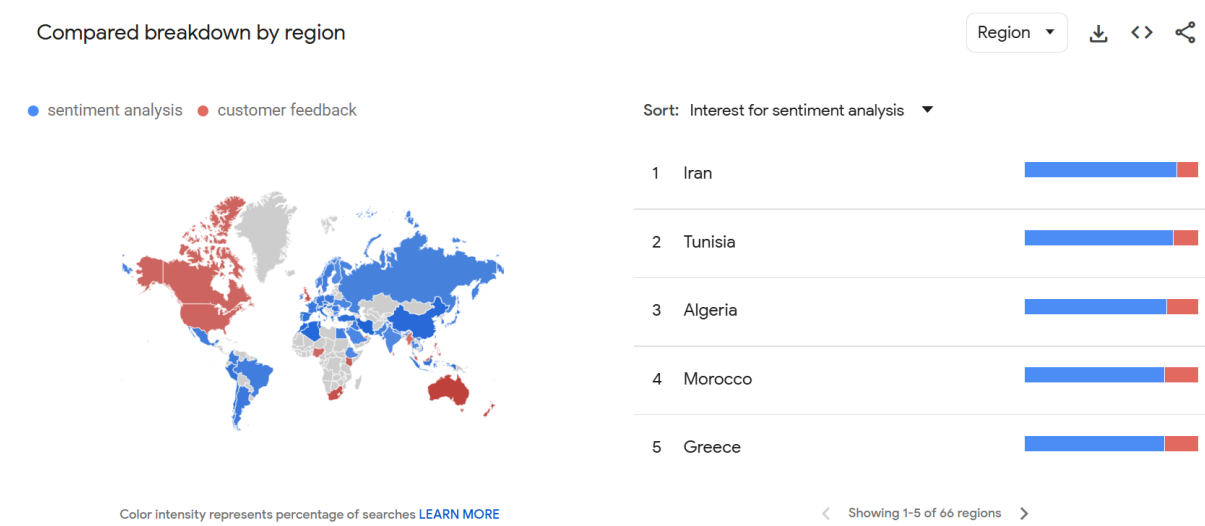 Compared breakdown by region
Region
sentiment analysis customer feedback
Sort: Interest for sentiment analysis
1 Iran
2 Tunisia
3 Algeria
4 Morocco
5 Greece
Color intensity represents percentage of searches LEARN MORE
Showing 1-5 of 66 regions